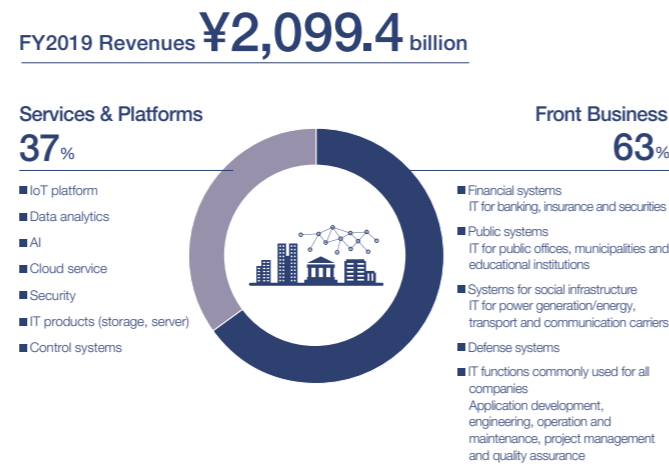 FY2019 Revenues ¥2,099.4 billion
Services & Platforms
37%
■ IoT platform
■ Data analytics
■ AI
■ Cloud service
■ Security
■ IT products (storage, server)
■ Control systems
Front Business
63%
■ Financial systems
IT for banking, insurance and securities
■ Public systems
IT for public offices, municipalities and
educational institutions
■ Systems for social infrastructure
IT for power generation/energy,
transport and communication carriers
■ Defense systems
■ IT functions commonly used for all
companies
Application development,
engineering, operation and
maintenance, project management
and quality assurance